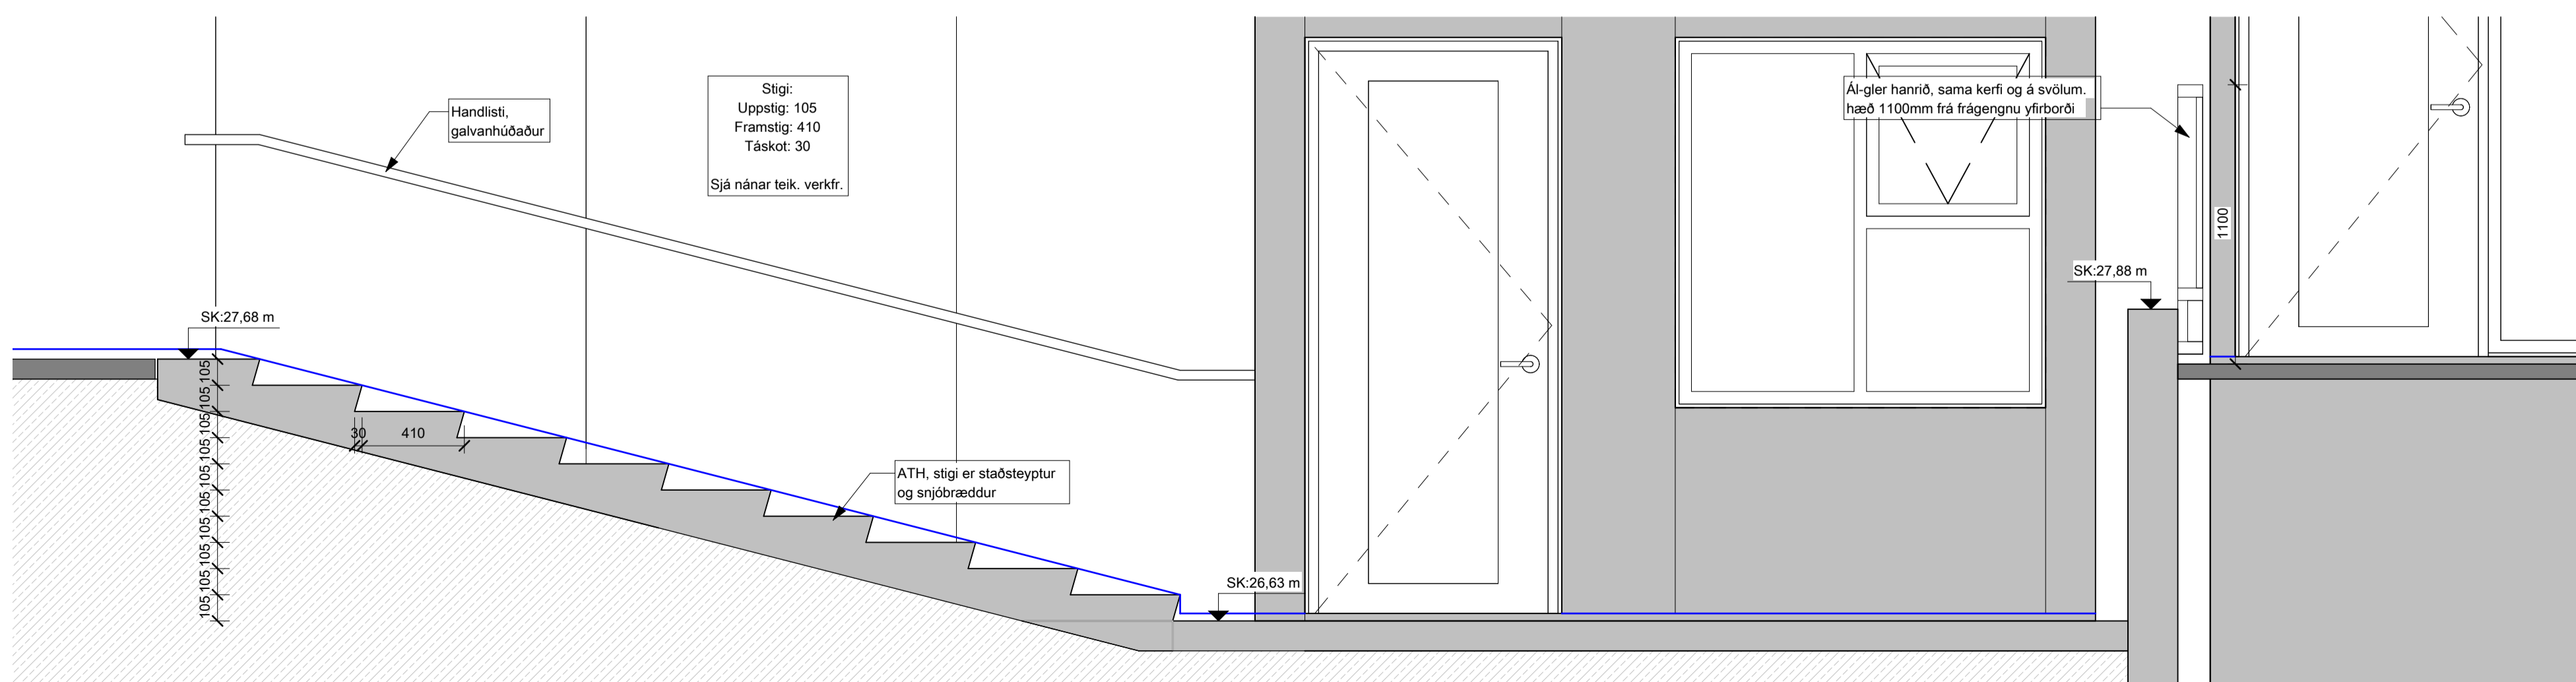 Handlisti,
galvanhúðaður
Stigi:
Uppstig: 105
Framstig: 410
Táskot: 30
Sjá nánar teik. verkfr.
Ál-gler hanrið, sama kerfi og á svölum.
hæð 1100mm frá frágengnu yfirborði
1100
SK:27,88 m
SK:27,68 m
105
105
105
105
105
105
105
105
105
105
30
410
ATH, stigi er staðsteyptur
og snjóbræddur
SK:26,63 m